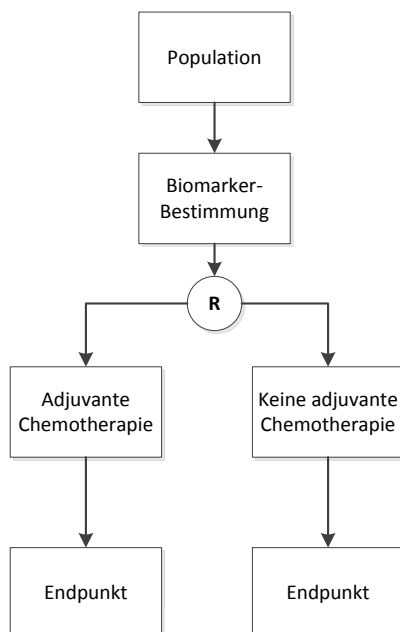 Population
Biomarker-
Bestimmung
R
Adjuvante
Chemotherapie
Keine adjuvante
Chemotherapie
Endpunkt
Endpunkt